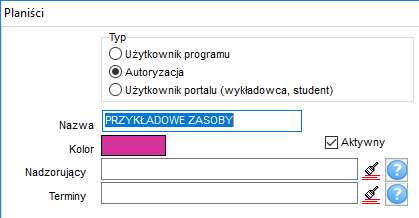 Planiści
Typ
Użytkownik programu
Autoryzacja
Użytkownik portalu (wykładowca, student)
Nazwa PRZYKŁADOWE ZASOBY
Kolor Aktywny
Nadzorujący ?
Terminy ?